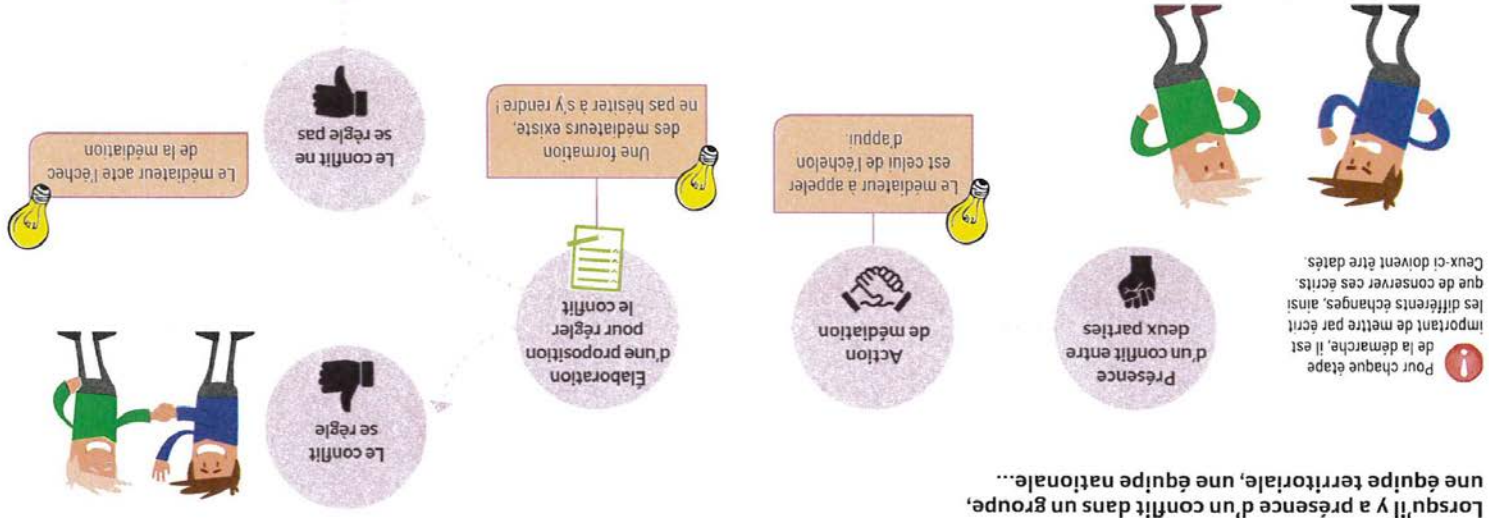 Lorsqu'il y a présence d'un conflit dans un groupe,
une équipe territoriale, une équipe nationale...
Pour chaque étape
de la démarche, il est
important de mettre par écrit
les différents échanges, ainsi
que de conserver ces écrits.
Ceux-ci doivent être datés.
Présence
d'un conflit entre
deux parties
Action
de médiation
Le médiateur à appeler
est celui de l'échelon
d'appui.
Élaboration
d'une proposition
pour régler
le conflit
Une formation
des médiateurs existe,
ne pas hésiter à s'y rendre !
Le conflit
se règle
Le conflit ne
se règle pas
Le médiateur acte l'échec
de la médiation